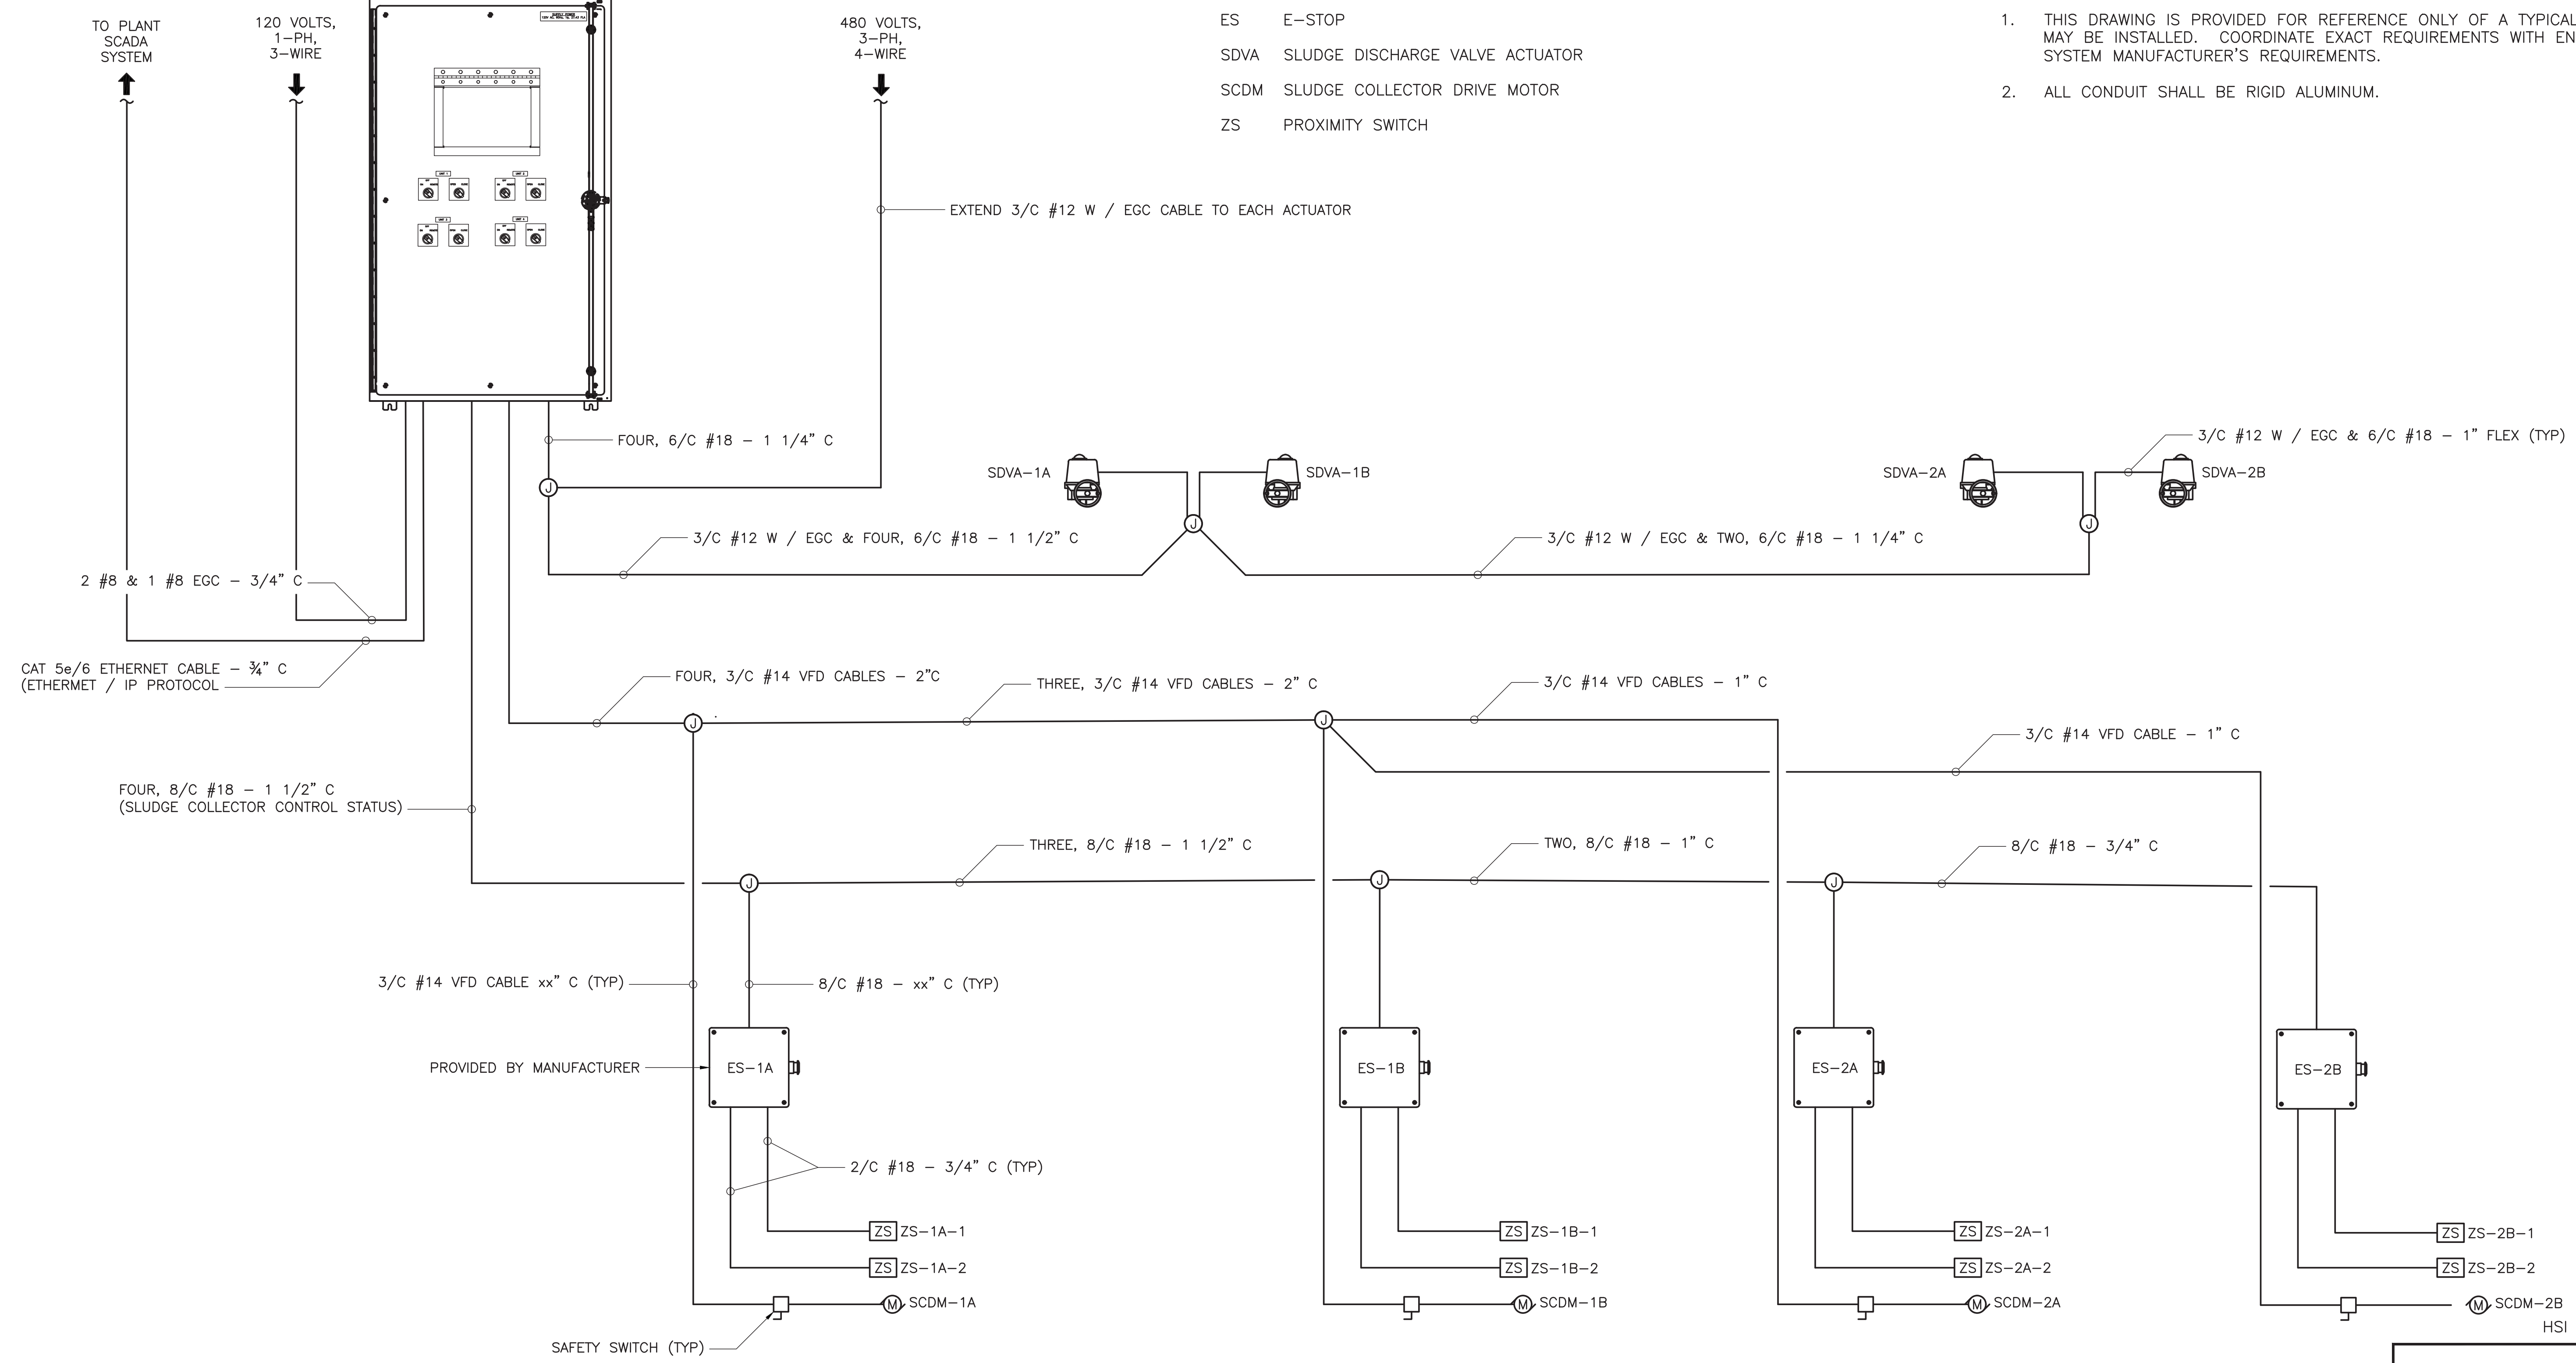 TO PLANT
SCADA
SYSTEM
120 VOLTS,
1-PH,
3-WIRE
480 VOLTS,
3-PH,
4-WIRE
ES E-STOP
SDVA SLUDGE DISCHARGE VALVE ACTUATOR
SCDM SLUDGE COLLECTOR DRIVE MOTOR
ZS PROXIMITY SWITCH
1. THIS DRAWING IS PROVIDED FOR REFERENCE ONLY OF A TYPICAL
MAY BE INSTALLED. COORDINATE EXACT REQUIREMENTS WITH EN
SYSTEM MANUFACTURER'S REQUIREMENTS.
2. ALL CONDUIT SHALL BE RIGID ALUMINUM.
EXTEND 3/C #12 W / EGC CABLE TO EACH ACTUATOR
FOUR, 6/C #18 – 1 1/4" C
J
SDVA-1A
SDVA-1B
SDVA-2A
SDVA-2B
3/C #12 W / EGC & 6/C #18 – 1" FLEX (TYP)
J
J
3/C #12 W / EGC & FOUR, 6/C #18 – 1 1/2" C
3/C #12 W / EGC & TWO, 6/C #18 – 1 1/4" C
2 #8 & 1 #8 EGC – 3/4" C
CAT 5e/6 ETHERNET CABLE – ¾" C
(ETHERMET / IP PROTOCOL
FOUR, 3/C #14 VFD CABLES – 2"C
THREE, 3/C #14 VFD CABLES – 2" C
3/C #14 VFD CABLES – 1" C
J
J
3/C #14 VFD CABLE – 1" C
FOUR, 8/C #18 – 1 1/2" C
(SLUDGE COLLECTOR CONTROL STATUS)
THREE, 8/C #18 – 1 1/2" C
TWO, 8/C #18 – 1" C
8/C #18 – 3/4" C
J
J
J
3/C #14 VFD CABLE xx" C (TYP)
8/C #18 – xx" C (TYP)
PROVIDED BY MANUFACTURER
ES-1A
ES-1B
ES-2A
ES-2B
2/C #18 – 3/4" C (TYP)
ZS ZS-1A-1
ZS ZS-1B-1
ZS ZS-2A-1
ZS ZS-2B-1
ZS ZS-1A-2
ZS ZS-1B-2
ZS ZS-2A-2
ZS ZS-2B-2
M SCDM-1A
M SCDM-1B
M SCDM-2A
M SCDM-2B
HSI
SAFETY SWITCH (TYP)